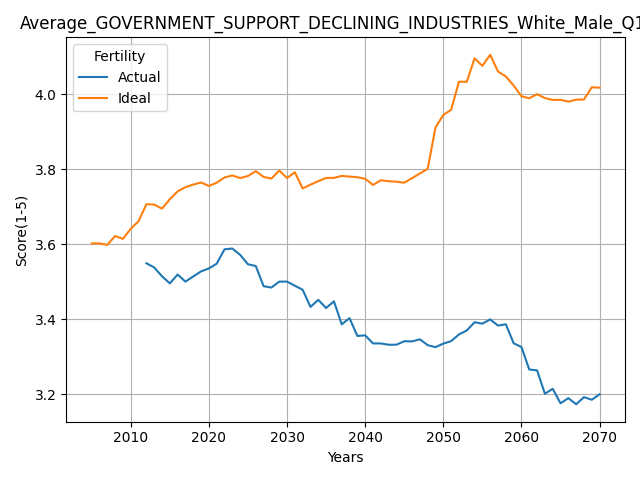 Average_GOVERNMENT_SUPPORT_DECLINING_INDUSTRIES_White_Male_Q1
Fertility
Actual
Ideal
4.0
3.8
3.6
3.4
3.2
Score(1-5)
2010 2020 2030 2040 2050 2060 2070
Years